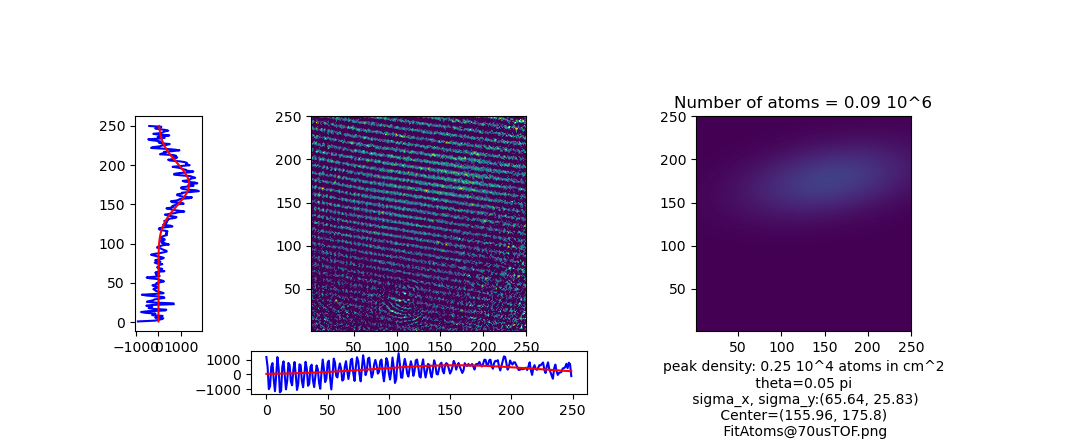 Number of atoms = 0.09 10^6
250
200
150
100
50
0
−1000 0 1000
250
200
150
100
50
50 100 150 200 250
1000
0
−1000
0 50 100 150 200 250
250
200
150
100
50
50 100 150 200 250
peak density: 0.25 10^4 atoms in cm^2
theta=0.05 pi
sigma_x, sigma_y:(65.64, 25.83)
Center=(155.96, 175.8)
FitAtoms@70usTOF.png